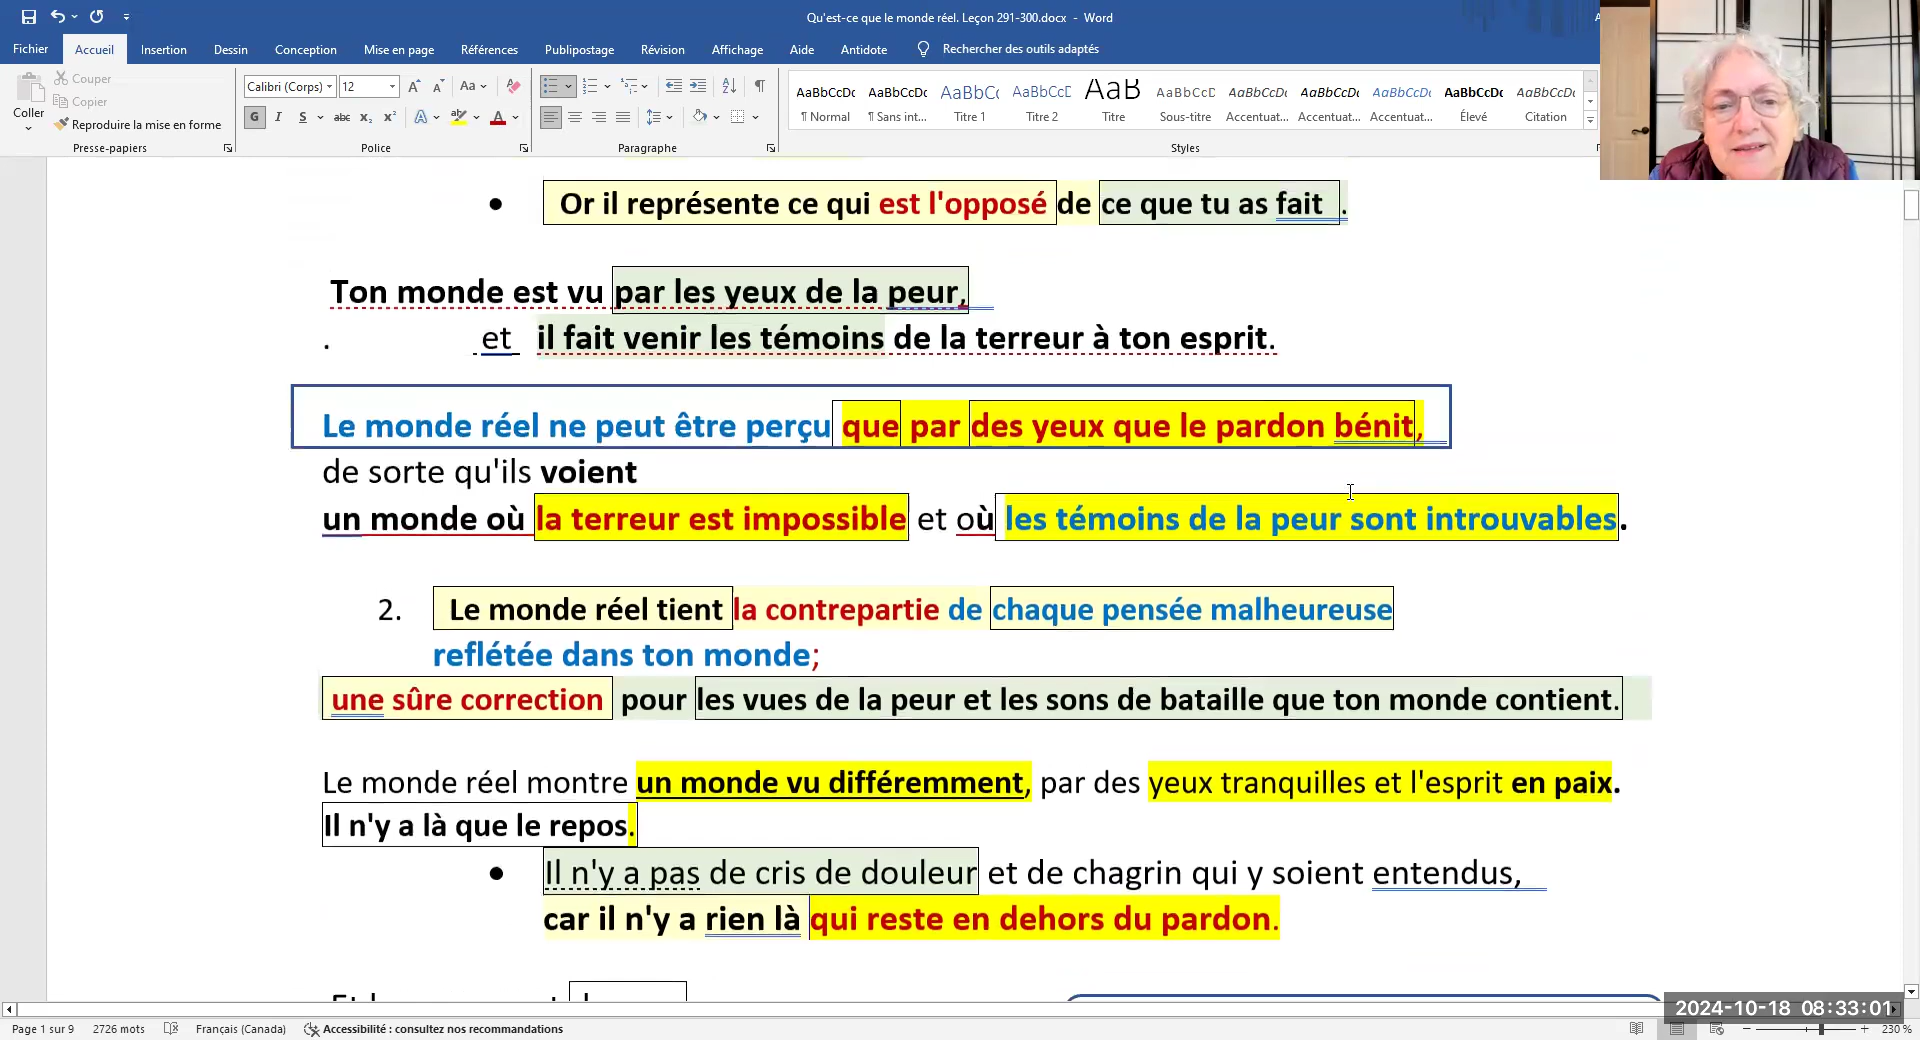 Qu'est-ce que le monde réel. Leçon 291-300.docx - Word
Fichier Accueil Insertion Dessin Conception Mise en page Références Publipostage Révision Affichage Aide Antidote Rechercher des outils adaptés
Coller
Couper
Copier
Reproduire la mise en forme
Presse-papiers
Calibri (Corps) 12
Police
Paragraphe
AaBbCcDc AaBbCcDc AaBbCc AaBbCcD AaB AaBbCcD AaBbCcDc AaBbCcDc AaBbCcDc AaBbCcDc AaBbCcDc
¶ Normal ¶ Sans int... Titre 1 Titre 2 Titre Sous-titre Accentuat... Accentuat... Accentuat... Élevé Citation
Styles
• Or il représente ce qui est l'opposé de ce que tu as fait .
Ton monde est vu par les yeux de la peur,
. et il fait venir les témoins de la terreur à ton esprit.
Le monde réel ne peut être perçu que par des yeux que le pardon bénit,
de sorte qu'ils voient
un monde où la terreur est impossible et où les témoins de la peur sont introuvables.
2. Le monde réel tient la contrepartie de chaque pensée malheureuse
reflétée dans ton monde;
une sûre correction pour les vues de la peur et les sons de bataille que ton monde contient.
Le monde réel montre un monde vu différemment, par des yeux tranquilles et l'esprit en paix.
Il n'y a là que le repos.
• Il n'y a pas de cris de douleur et de chagrin qui y soient entendus,
car il n'y a rien là qui reste en dehors du pardon.
2024-10-18 08:33:01
Page 1 sur 9 2726 mots Français (Canada) Accessibilité : consultez nos recommandations 230 %